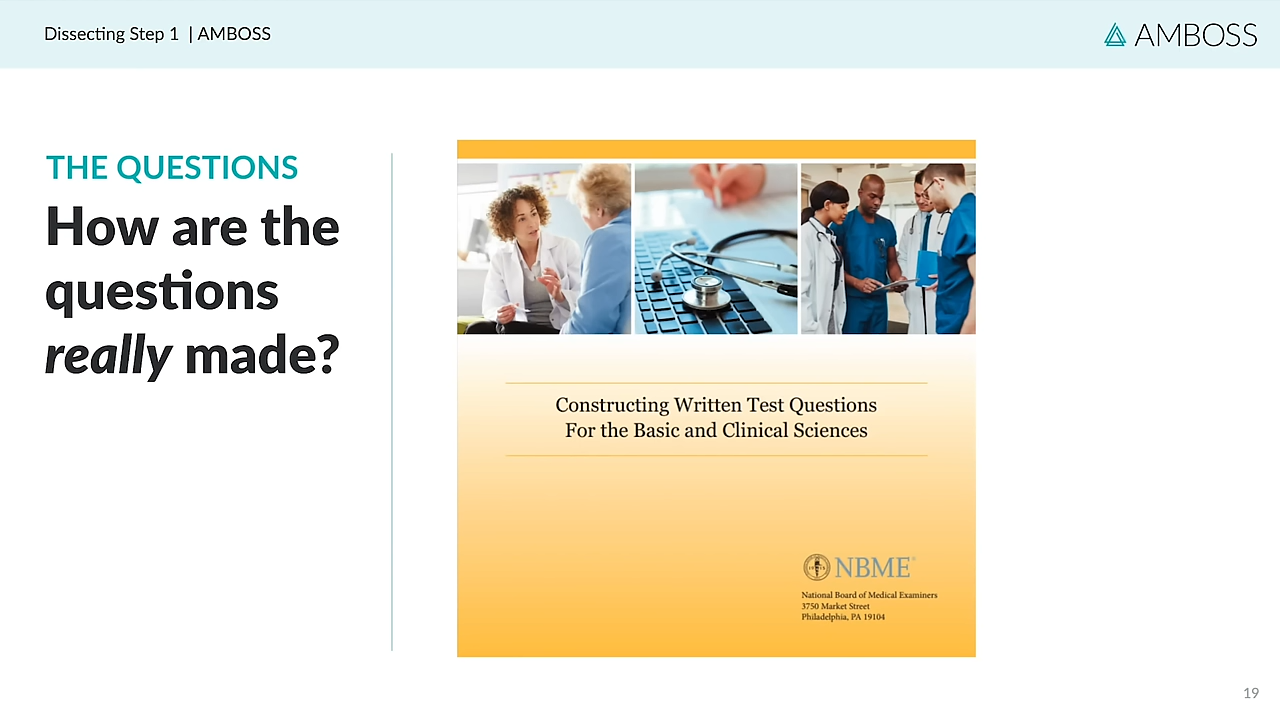 Dissecting Step 1 | AMBOSS
AMBOSS
THE QUESTIONS
How are the
questions
really made?
Constructing Written Test Questions
For the Basic and Clinical Sciences
NBME®
National Board of Medical Examiners
3750 Market Street
Philadelphia, PA 19104
19